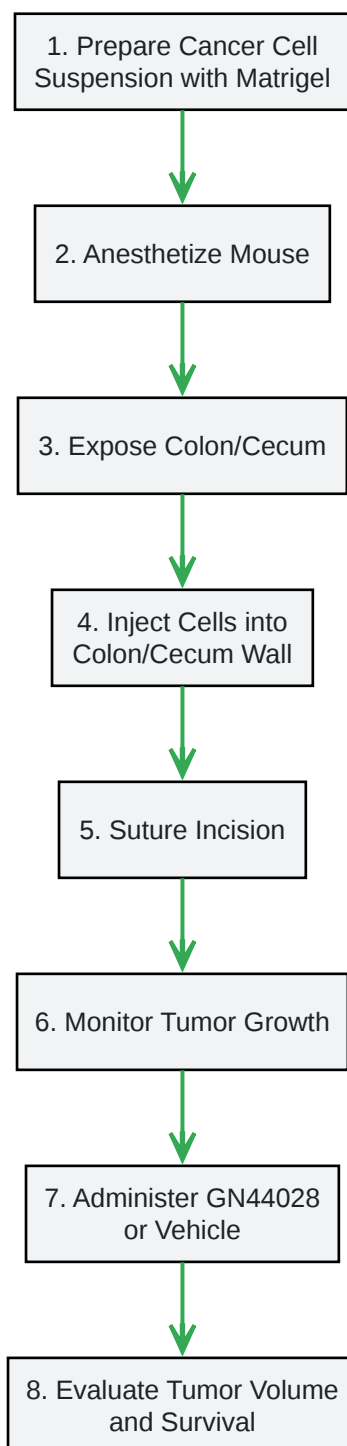 1. Prepare Cancer Cell
Suspension with Matrigel
2. Anesthetize Mouse
3. Expose Colon/Cecum
4. Inject Cells into
Colon/Cecum Wall
5. Suture Incision
6. Monitor Tumor Growth
7. Administer GN44028
or Vehicle
8. Evaluate Tumor Volume
and Survival